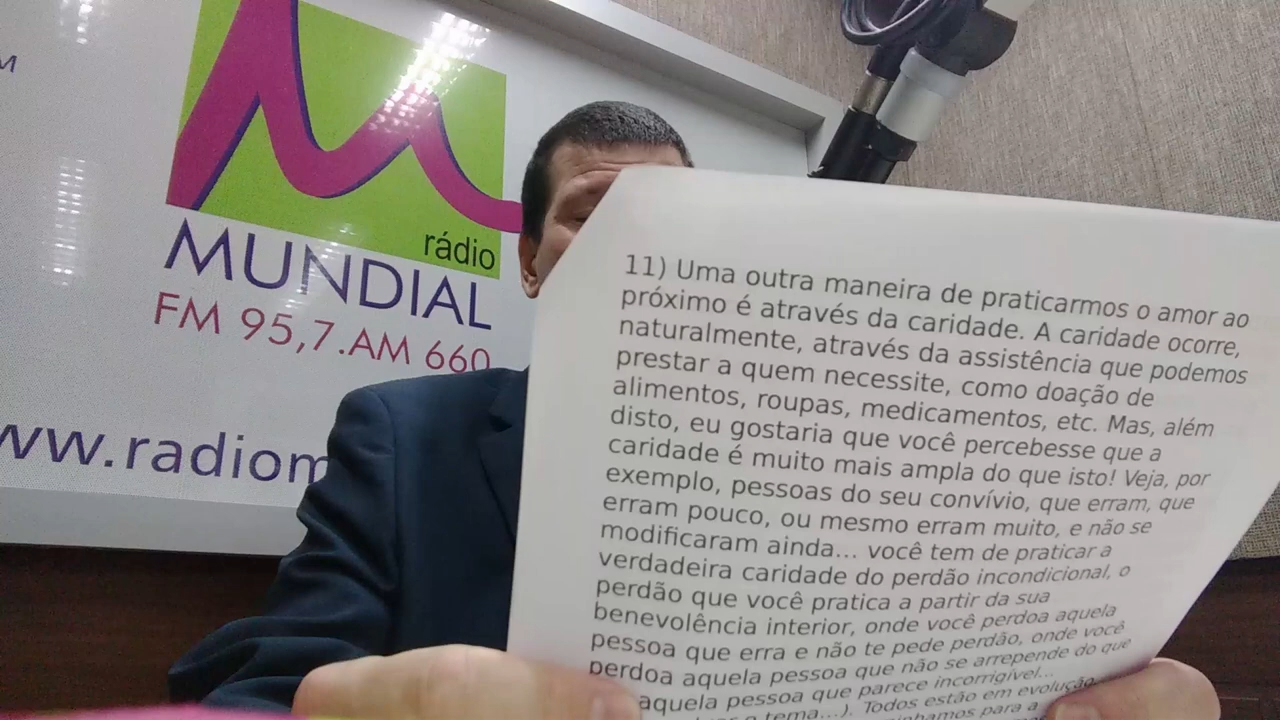 M
rádio
MUNDIAL
FM 95,7.AM 660
www.radiom
11) Uma outra maneira de praticarmos o amor ao
próximo é através da caridade. A caridade ocorre,
naturalmente, através da assistência que podemos
prestar a quem necessite, como doação de
alimentos, roupas, medicamentos, etc. Mas, além
disto, eu gostaria que você percebesse que a
caridade é muito mais ampla do que isto! Veja, por
exemplo, pessoas do seu convívio, que erram, que
erram pouco, ou mesmo erram muito, e não se
modificaram ainda... você tem de praticar a
verdadeira caridade do perdão incondicional, o
perdão que você pratica a partir da sua
benevolência interior, onde você perdoa aquela
pessoa que erra e não te pede perdão, onde você
perdoa aquela pessoa que não se arrepende do que
aquela pessoa que parece incorrigível...
o tema...). Todos estão em evolução,
para a